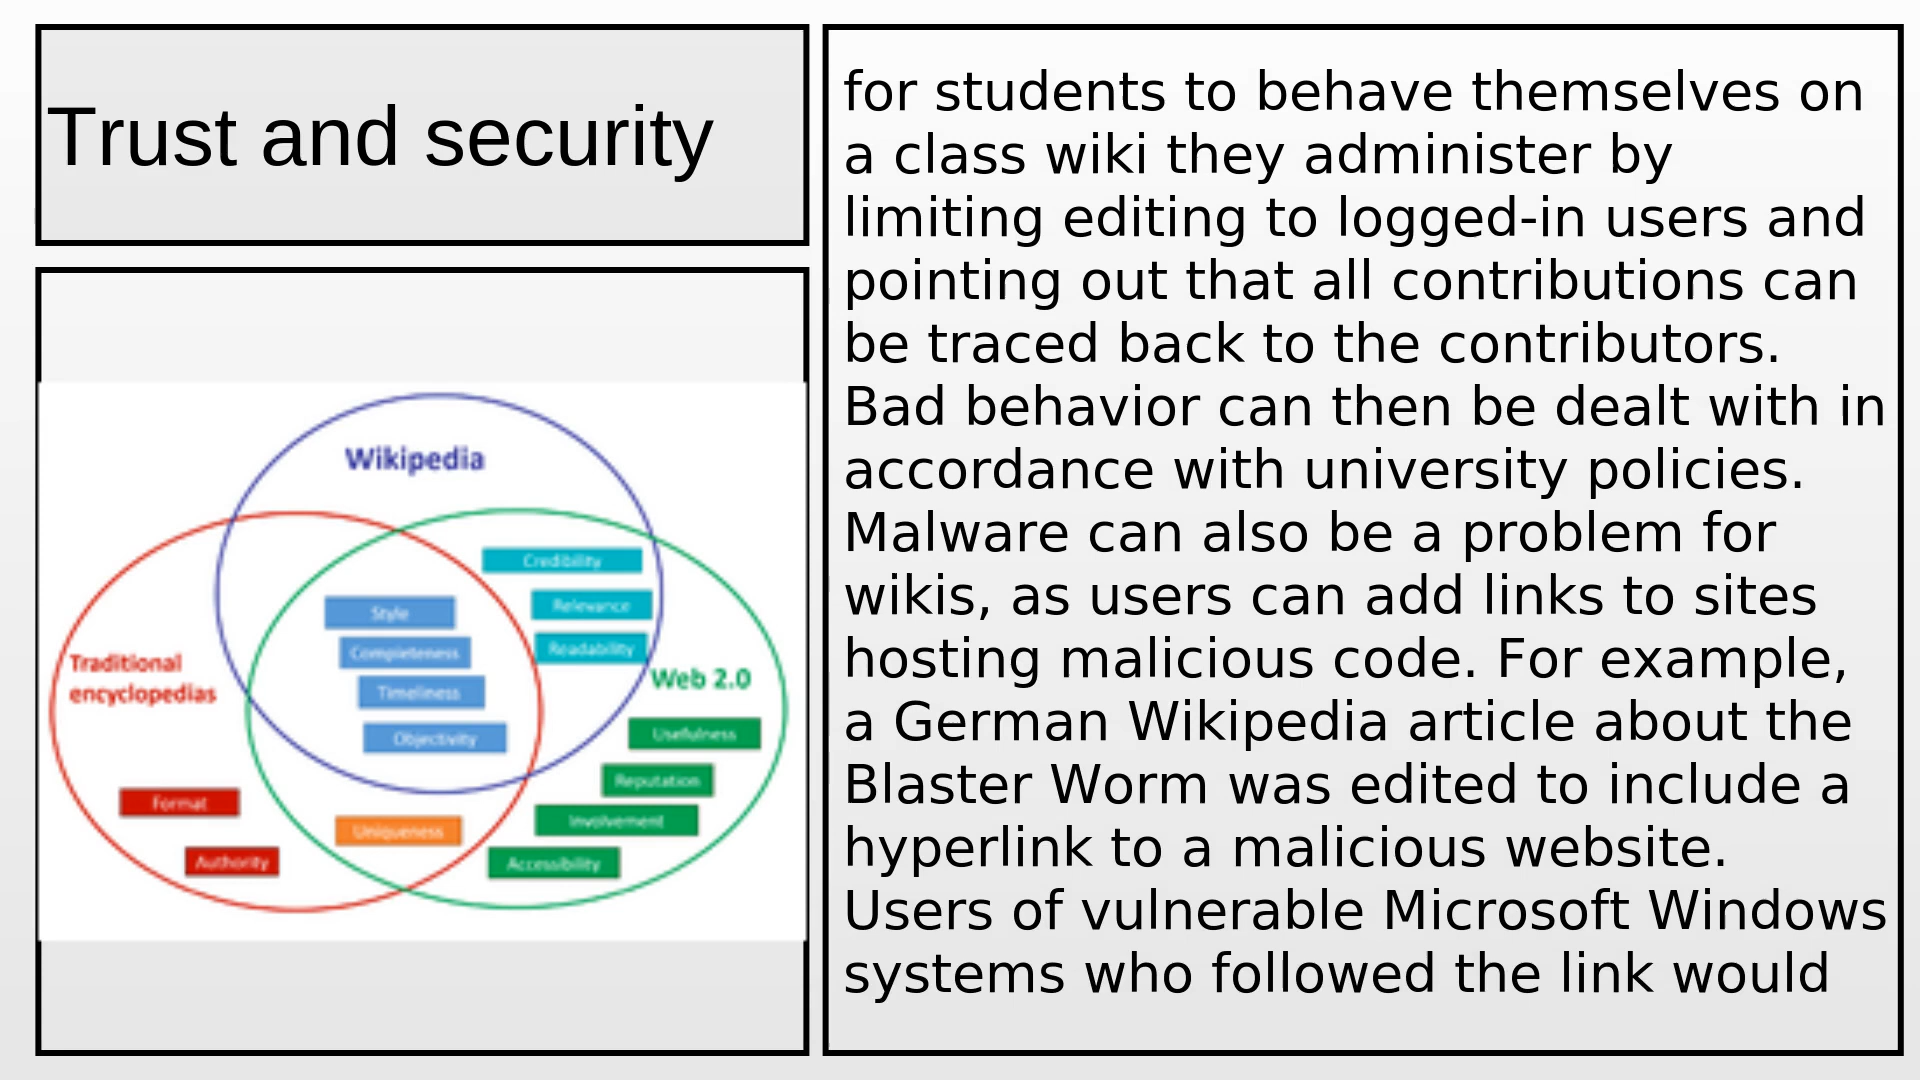 Trust and security
Wikipedia
Credibility
Style
Relevance
Completeness
Readability
Traditional
encyclopedias
Web 2.0
Timeliness
Objectivity
Usefulness
Reputation
Format
Involvement
Uniqueness
Authority
Accessibility
for students to behave themselves on
a class wiki they administer by
limiting editing to logged-in users and
pointing out that all contributions can
be traced back to the contributors.
Bad behavior can then be dealt with in
accordance with university policies.
Malware can also be a problem for
wikis, as users can add links to sites
hosting malicious code. For example,
a German Wikipedia article about the
Blaster Worm was edited to include a
hyperlink to a malicious website.
Users of vulnerable Microsoft Windows
systems who followed the link would